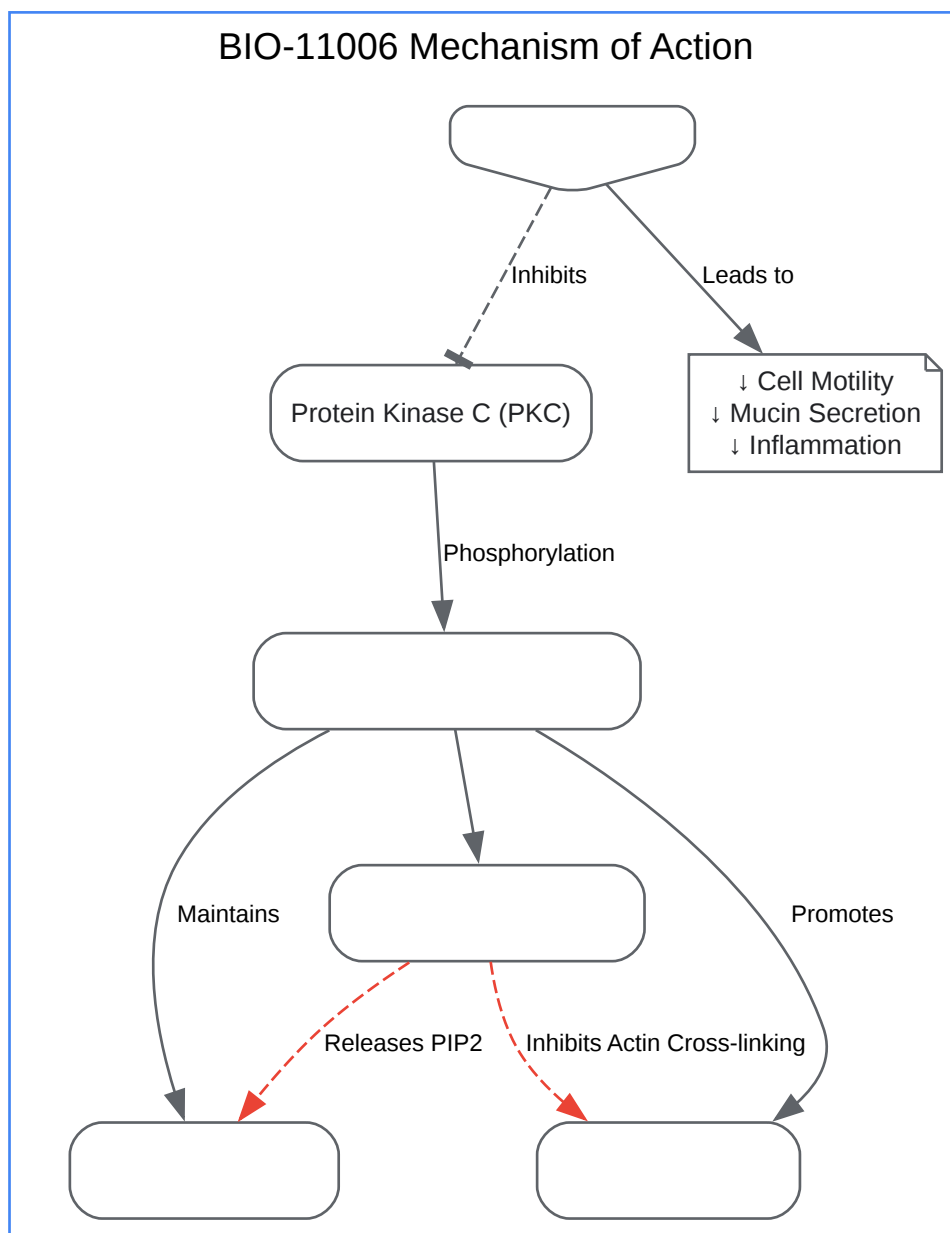 BIO-11006 Mechanism of Action
Inhibits
Leads to
↓ Cell Motility
↓ Mucin Secretion
↓ Inflammation
Protein Kinase C (PKC)
Phosphorylation
Maintains
Promotes
Releases PIP2
Inhibits Actin Cross-linking